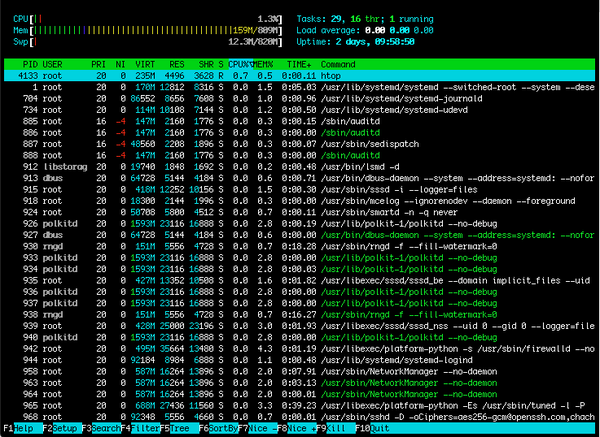 CPU[|| 1.3%] Tasks: 29, 16 thr; 1 running
Mem[||||||||||||||||||||||||||||||||||||||||159M/809M] Load average: 0.00 0.00 0.00
Swp[| 12.3M/820M] Uptime: 2 days, 09:58:50
PID USER PRI NI VIRT RES SHR S CPU%▽MEM% TIME+ Command
4133 root 20 0 235M 4496 3628 R 0.7 0.5 0:00.11 htop
1 root 20 0 170M 12812 8316 S 0.0 1.5 0:05.03 /usr/lib/systemd/systemd --switched-root --system --dese
704 root 20 0 86552 8656 7608 S 0.0 1.0 0:00.96 /usr/lib/systemd/systemd-journald
734 root 20 0 114M 10108 7144 S 0.0 1.2 0:00.50 /usr/lib/systemd/systemd-udevd
885 root 16 -4 147M 2160 1776 S 0.0 0.3 0:00.15 /sbin/auditd
886 root 16 -4 147M 2160 1776 S 0.0 0.3 0:00.00 /sbin/auditd
887 root 16 -4 48560 2208 1896 S 0.0 0.3 0:00.07 /usr/sbin/sedispatch
888 root 16 -4 147M 2160 1776 S 0.0 0.3 0:00.00 /sbin/auditd
912 libstorag 20 0 19740 1848 1692 S 0.0 0.2 0:00.48 /usr/bin/lsmd -d
913 dbus 20 0 64728 5144 4184 S 0.0 0.6 0:00.71 /usr/bin/dbus-daemon --system --address=systemd: --nofor
915 root 20 0 418M 12252 10156 S 0.0 1.5 0:00.30 /usr/sbin/sssd -i --logger=files
918 root 20 0 18300 2144 1996 S 0.0 0.3 0:00.00 /usr/sbin/mcelog --ignorenodev --daemon --foreground
924 root 20 0 50708 5800 4512 S 0.0 0.7 0:00.11 /usr/sbin/smartd -n -q never
926 polkitd 20 0 1593M 23116 16888 S 0.0 2.8 0:00.19 /usr/lib/polkit-1/polkitd --no-debug
927 dbus 20 0 64728 5144 4184 S 0.0 0.6 0:00.00 /usr/bin/dbus-daemon --system --address=systemd: --nofor
930 rngd 20 0 151M 5556 4728 S 0.0 0.7 0:18.28 /usr/sbin/rngd -f --fill-watermark=0
933 polkitd 20 0 1593M 23116 16888 S 0.0 2.8 0:00.00 /usr/lib/polkit-1/polkitd --no-debug
934 polkitd 20 0 1593M 23116 16888 S 0.0 2.8 0:00.03 /usr/lib/polkit-1/polkitd --no-debug
935 root 20 0 427M 13352 10508 S 0.0 1.6 0:01.82 /usr/libexec/sssd/sssd_be --domain implicit_files --uid
936 polkitd 20 0 1593M 23116 16888 S 0.0 2.8 0:00.00 /usr/lib/polkit-1/polkitd --no-debug
937 polkitd 20 0 1593M 23116 16888 S 0.0 2.8 0:00.00 /usr/lib/polkit-1/polkitd --no-debug
938 rngd 20 0 151M 5556 4728 S 0.0 0.7 0:16.27 /usr/sbin/rngd -f --fill-watermark=0
939 root 20 0 428M 25000 23196 S 0.0 3.0 0:01.93 /usr/libexec/sssd/sssd_nss --uid 0 --gid 0 --logger=file
940 polkitd 20 0 1593M 23116 16888 S 0.0 2.8 0:00.00 /usr/lib/polkit-1/polkitd --no-debug
942 root 20 0 495M 35664 13480 S 0.0 4.3 0:01.19 /usr/libexec/platform-python -s /usr/sbin/firewalld --no
944 root 20 0 92184 8984 6888 S 0.0 1.1 0:00.48 /usr/lib/systemd/systemd-logind
958 root 20 0 587M 16264 13896 S 0.0 2.0 0:07.91 /usr/sbin/NetworkManager --no-daemon
963 root 20 0 587M 16264 13896 S 0.0 2.0 0:03.13 /usr/sbin/NetworkManager --no-daemon
964 root 20 0 587M 16264 13896 S 0.0 2.0 0:02.11 /usr/sbin/NetworkManager --no-daemon
965 root 20 0 688M 27436 11560 S 0.0 3.3 0:39.23 /usr/libexec/platform-python -Es /usr/sbin/tuned -l -P
968 root 20 0 92348 5556 4660 S 0.0 0.7 0:00.01 /usr/sbin/sshd -D -oCiphers=aes256-gcm@openssh.com,chach
F1Help F2Setup F3SearchF4FilterF5Tree F6SortByF7Nice -F8Nice +F9Kill F10Quit